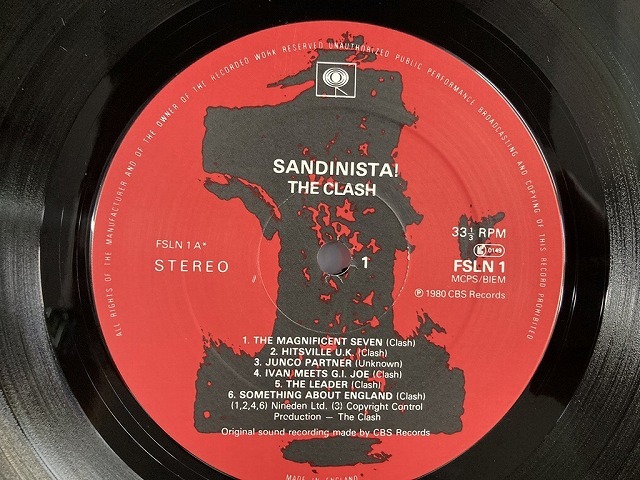 ALL RIGHTS OF THE MANUFACTURER AND OF THE OWNER OF THE RECORDED WORK RESERVED UNAUTHORIZED PUBLIC PERFORMANCE BROADCASTING AND COPYING OF THIS RECORD PROHIBITED
SANDINISTA!
THE CLASH
FSLN 1 A*
STEREO
1
33 1/3 RPM
K 0149
FSLN 1
MCPS/BIEM
℗ 1980 CBS Records
1. THE MAGNIFICENT SEVEN (Clash)
2. HITSVILLE U.K. (Clash)
3. JUNCO PARTNER (Unknown)
4. IVAN MEETS G.I. JOE (Clash)
5. THE LEADER (Clash)
6. SOMETHING ABOUT ENGLAND (Clash)
(1,2,4,6) Nineden Ltd. (3) Copyright Control
Production — The Clash
Original sound recording made by CBS Records
MADE IN ENGLAND